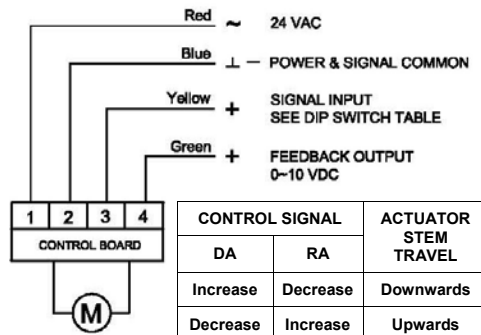 Red ~ 24 VAC
Blue ⊥ — POWER & SIGNAL COMMON
Yellow + SIGNAL INPUT
SEE DIP SWITCH TABLE
Green + FEEDBACK OUTPUT
0~10 VDC
1 2 3 4
CONTROL BOARD
M
CONTROL SIGNAL ACTUATOR STEM TRAVEL
DA RA
Increase Decrease Downwards
Decrease Increase Upwards